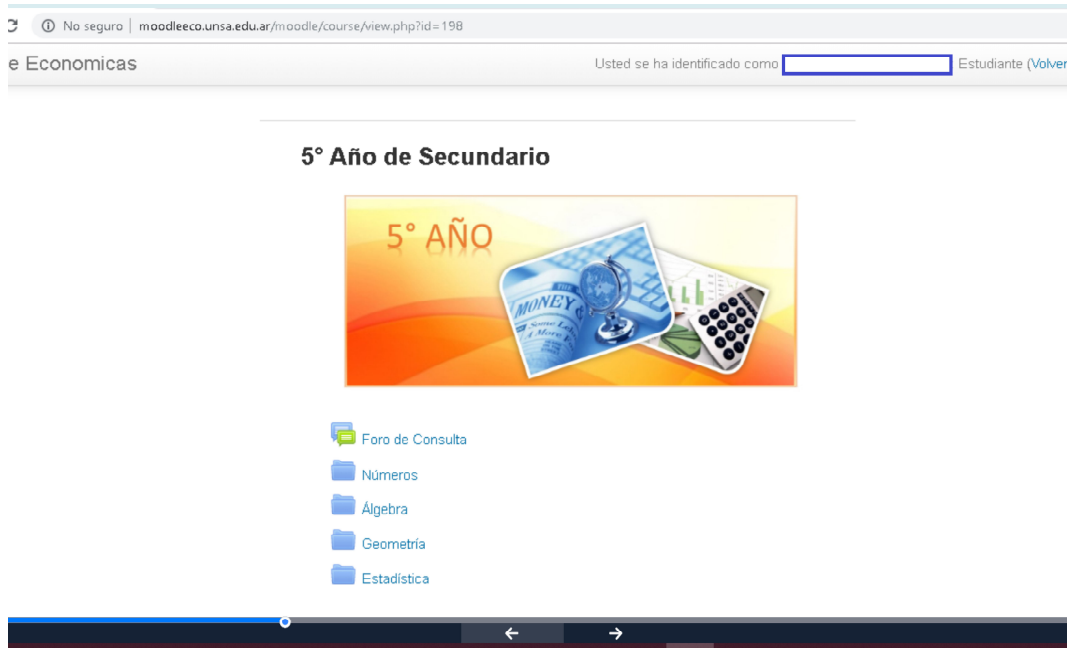 No seguro | moodleeco.unsa.edu.ar/moodle/course/view.php?id=198
e Economicas
Usted se ha identificado como Estudiante (Volver
5° Año de Secundario
5° AÑO
MONEY &
Foro de Consulta
Números
Álgebra
Geometría
Estadística